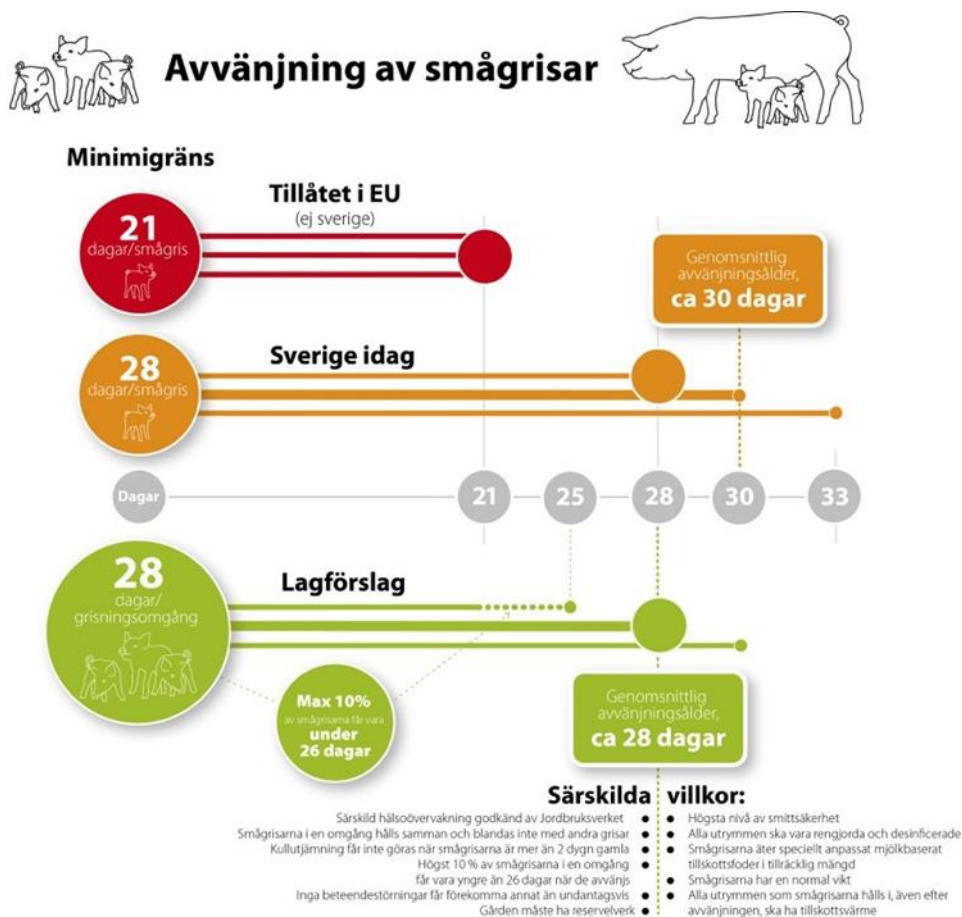 Avvänjning av smågrisar
Minimigräns
Tillåtet i EU
(ej sverige)
21
dagar/smågris
Genomsnittlig
avvänjningsålder,
ca 30 dagar
Sverige idag
28
dagar/smågris
Dagar
21
25
28
30
33
Lagförslag
28
dagar/
grisningsomgång
Max 10%
av smågrisarna får vara
under
26 dagar
Genomsnittlig
avvänjningsålder,
ca 28 dagar
Särskilda villkor:
Särskild hälsoövervakning godkänd av Jordbruksverket
Smågrisarna i en omgång hålls samman och blandas inte med andra grisar
Kullutjämning får inte göras när smågrisarna är mer än 2 dygn gamla
Högst 10 % av smågrisarna i en omgång
får vara yngre än 26 dagar när de avvänjs
Inga beteendestörningar får förekomma annat än undantagsvis
Gården måste ha reservelverk
Högsta nivå av smittsäkerhet
Alla utrymmen ska vara rengjorda och desinficerade
Smågrisarna äter speciellt anpassat mjölkbaserat
tillskottsfoder i tillräcklig mängd
Smågrisarna har en normal vikt
Alla utrymmen som smågrisarna hålls i, även efter
avvänjningen, ska ha tillskottsvärme